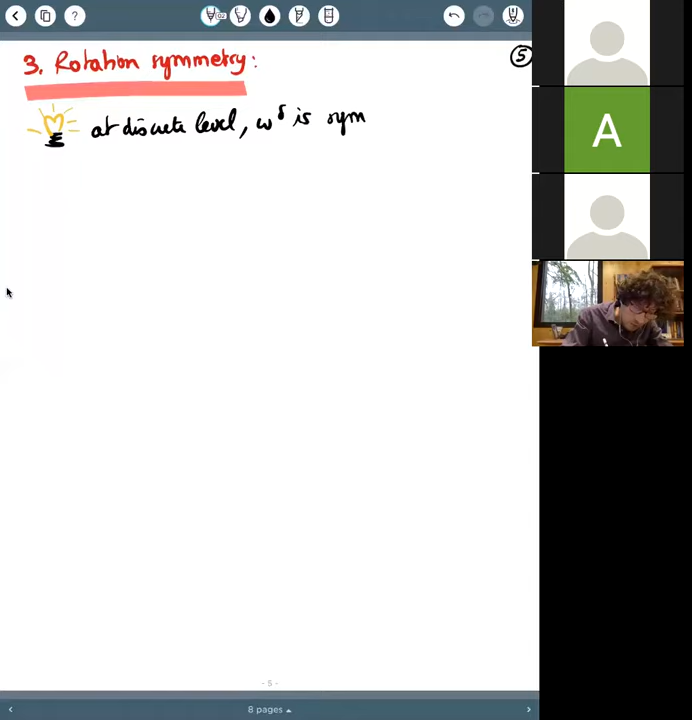 3. Rotation symmetry:
5
at discrete level, ω^δ is sym
A
- 5 -
8 pages